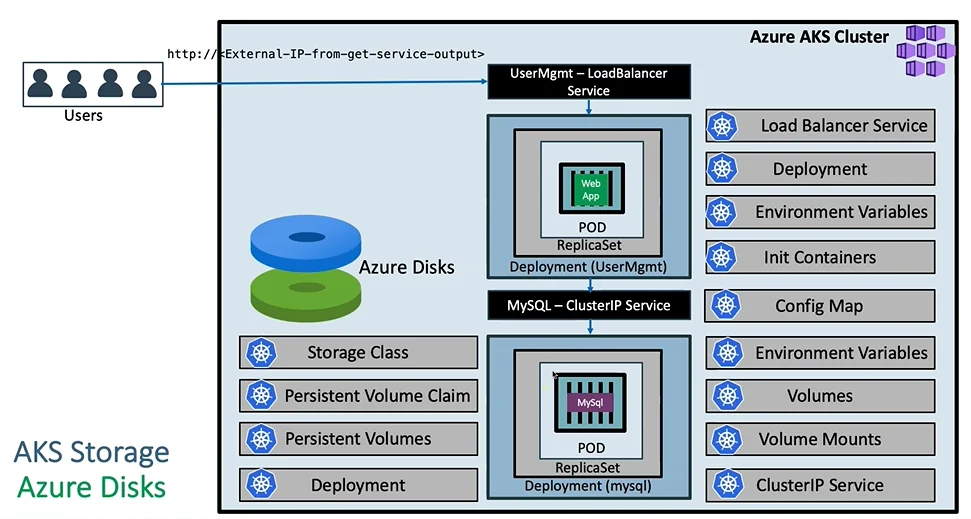 Azure AKS Cluster
http://<External-IP-from-get-service-output>
Users
UserMgmt – LoadBalancer
Service
Web
App
POD
ReplicaSet
Deployment (UserMgmt)
MySQL – ClusterIP Service
MySql
POD
ReplicaSet
Deployment (mysql)
Azure Disks
Storage Class
Persistent Volume Claim
Persistent Volumes
Deployment
Load Balancer Service
Deployment
Environment Variables
Init Containers
Config Map
Environment Variables
Volumes
Volume Mounts
ClusterIP Service
AKS Storage
Azure Disks